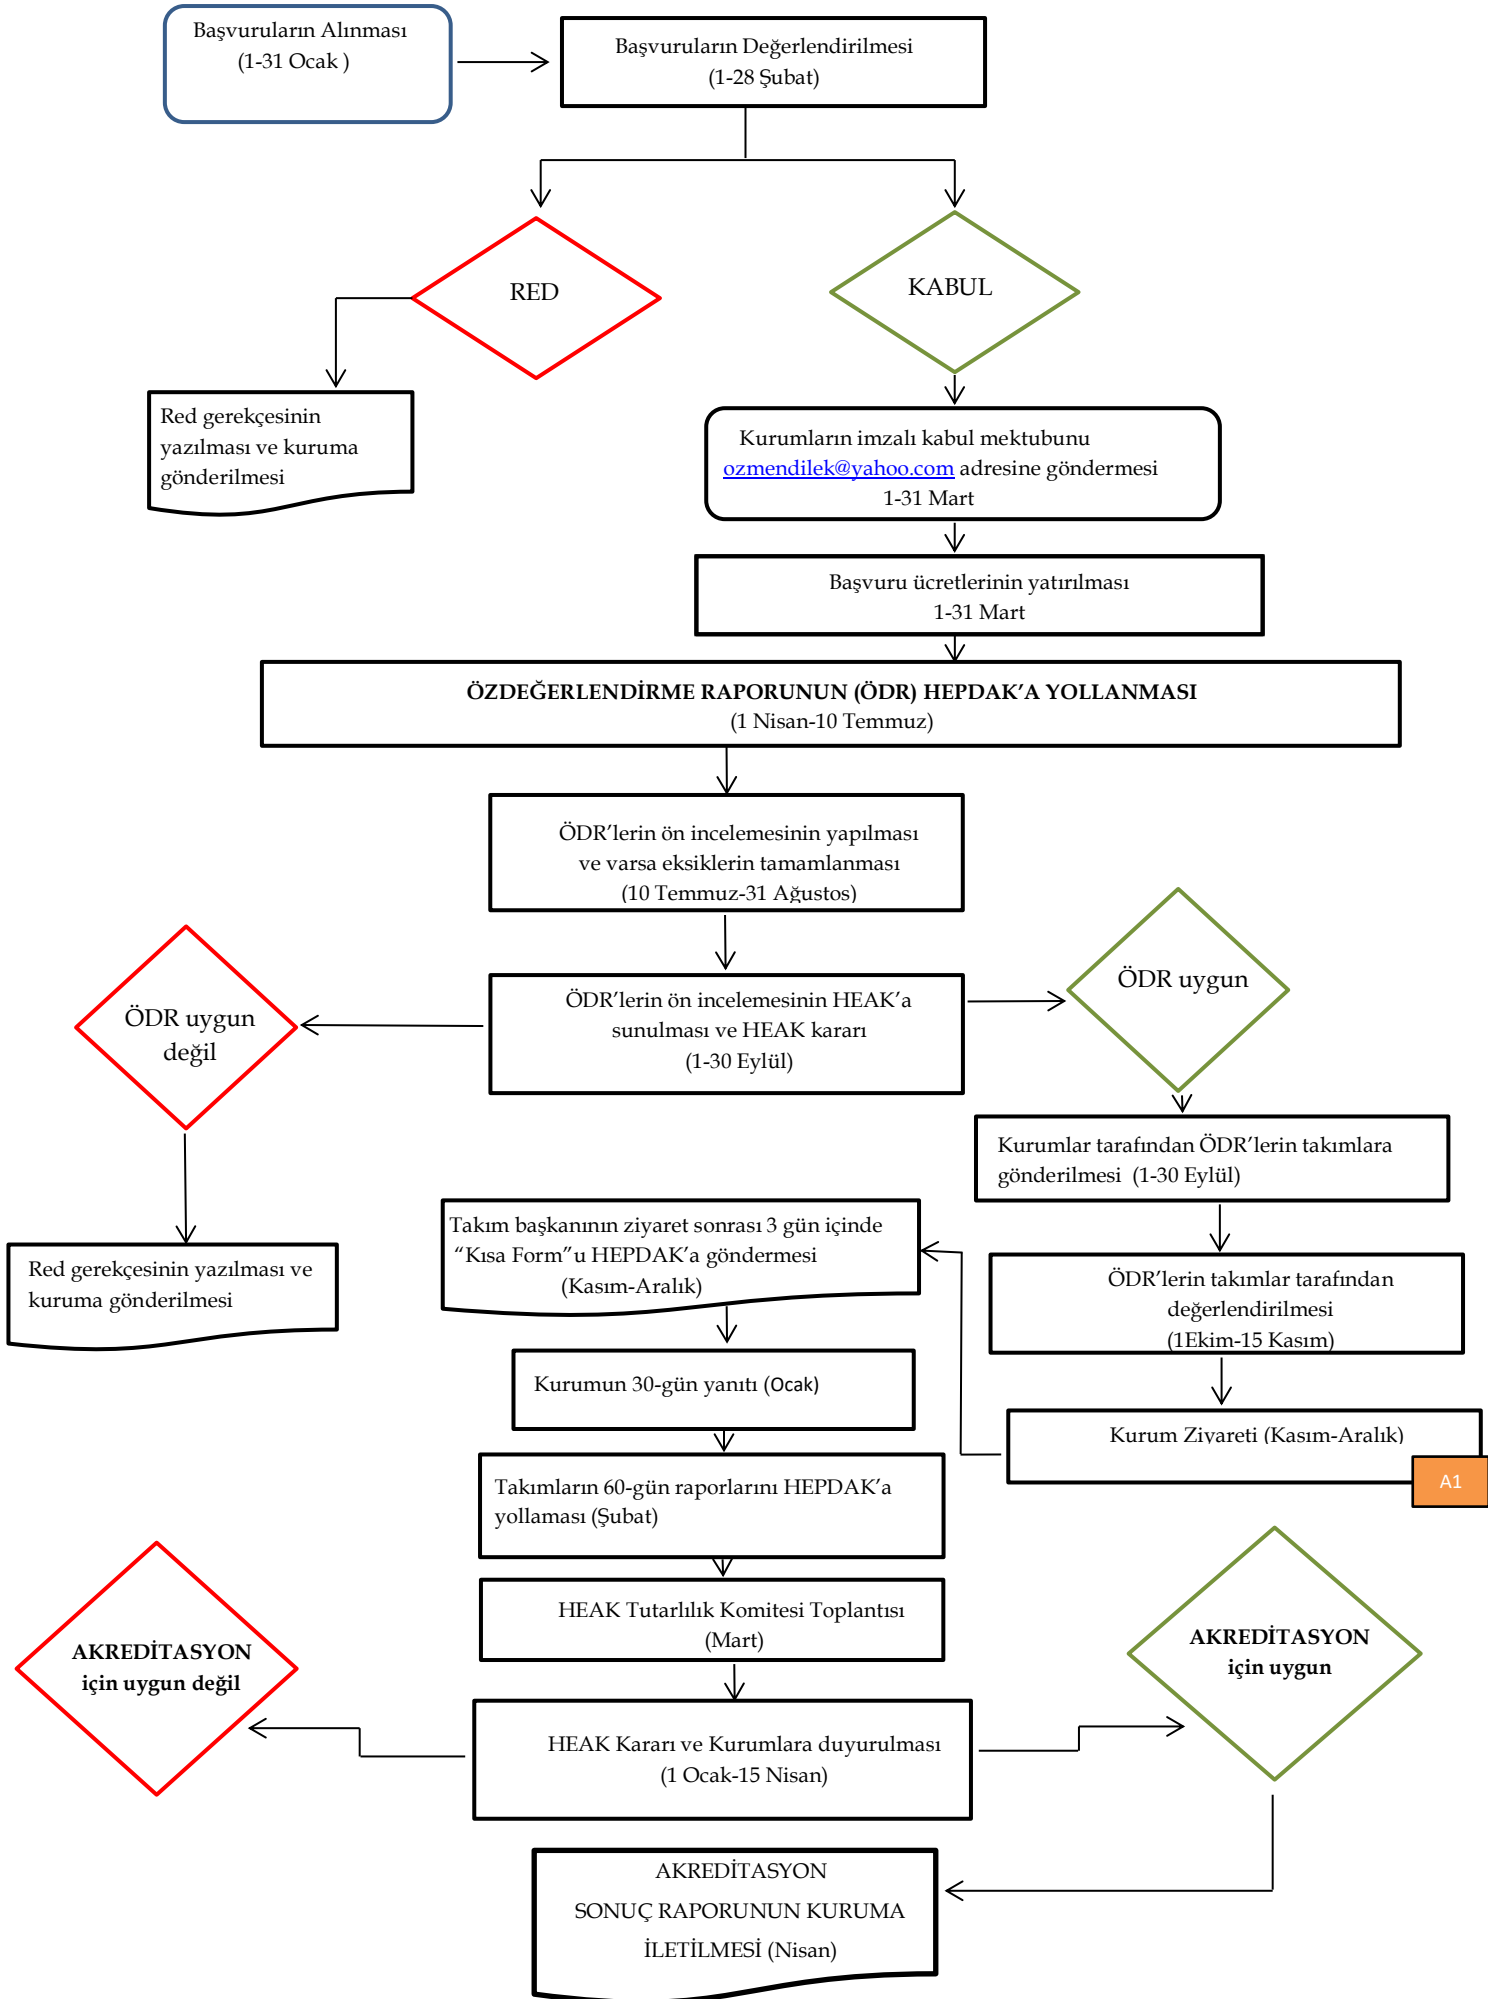 Başvuruların Alınması
(1-31 Ocak )
Başvuruların Değerlendirilmesi
(1-28 Şubat)
RED
KABUL
Red gerekçesinin
yazılması ve kuruma
gönderilmesi
Kurumların imzalı kabul mektubunu
ozmendilek@yahoo.com adresine göndermesi
1-31 Mart
Başvuru ücretlerinin yatırılması
1-31 Mart
ÖZDEĞERLENDİRME RAPORUNUN (ÖDR) HEPDAK’A YOLLANMASI
(1 Nisan-10 Temmuz)
ÖDR’lerin ön incelemesinin yapılması
ve varsa eksiklerin tamamlanması
(10 Temmuz-31 Ağustos)
ÖDR’lerin ön incelemesinin HEAK’a
sunulması ve HEAK kararı
(1-30 Eylül)
ÖDR uygun
değil
ÖDR uygun
Red gerekçesinin yazılması ve
kuruma gönderilmesi
Kurumlar tarafından ÖDR’lerin takımlara
gönderilmesi (1-30 Eylül)
ÖDR’lerin takımlar tarafından
değerlendirilmesi
(1Ekim-15 Kasım)
Kurum Ziyareti (Kasım-Aralık)
A1
Takım başkanının ziyaret sonrası 3 gün içinde
“Kısa Form”u HEPDAK’a göndermesi
(Kasım-Aralık)
Kurumun 30-gün yanıtı (Ocak)
Takımların 60-gün raporlarını HEPDAK’a
yollaması (Şubat)
HEAK Tutarlılık Komitesi Toplantısı
(Mart)
HEAK Kararı ve Kurumlara duyurulması
(1 Ocak-15 Nisan)
AKREDİTASYON
için uygun değil
AKREDİTASYON
için uygun
AKREDİTASYON
SONUÇ RAPORUNUN KURUMA
İLETİLMESİ (Nisan)